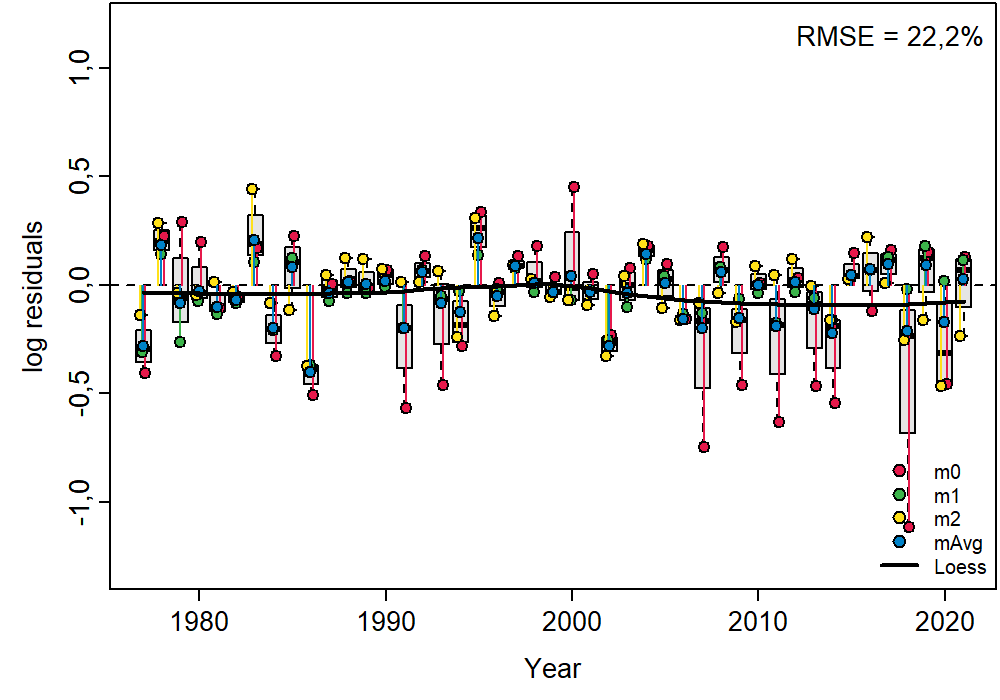 RMSE = 22,2%
1,0
0,5
0,0
-0,5
-1,0
log residuals
m0
m1
m2
mAvg
Loess
1980
1990
2000
2010
2020
Year